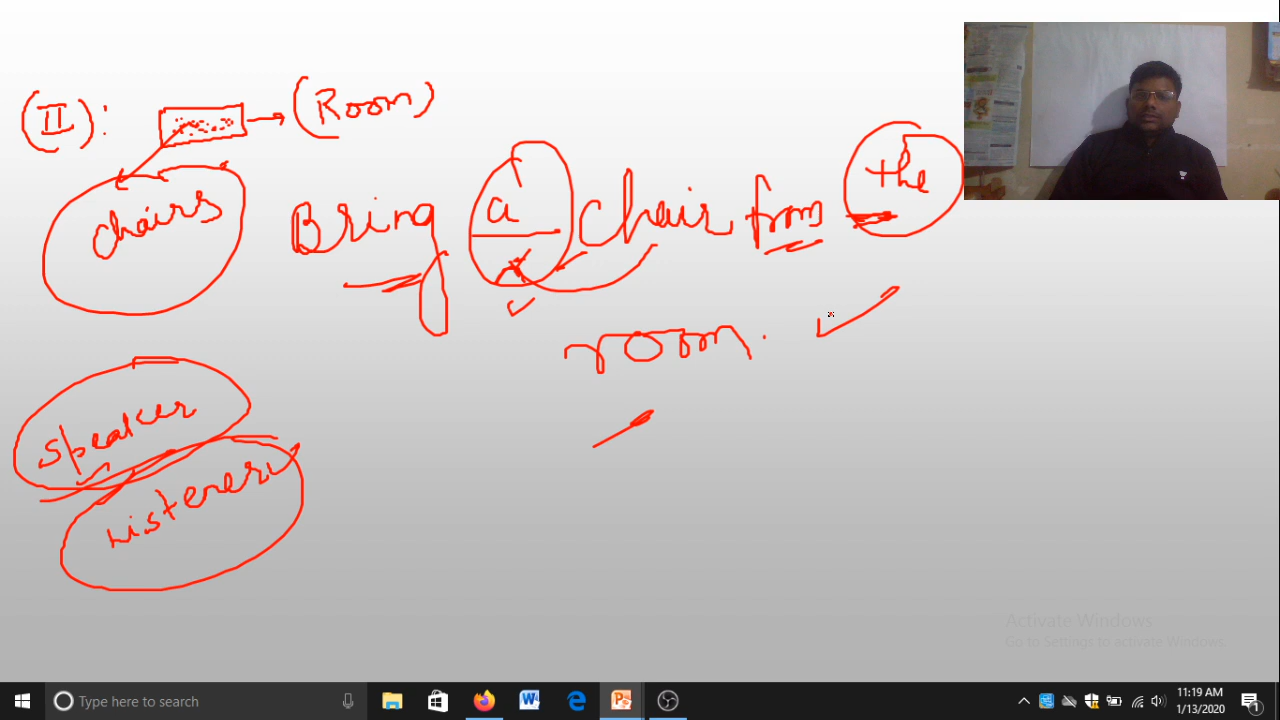 (II): (Room)
chairs Bring a chair from the
room.
speaker
Listener
Activate Windows
Go to Settings to activate Windows
Type here to search
11:19 AM
1/13/2020